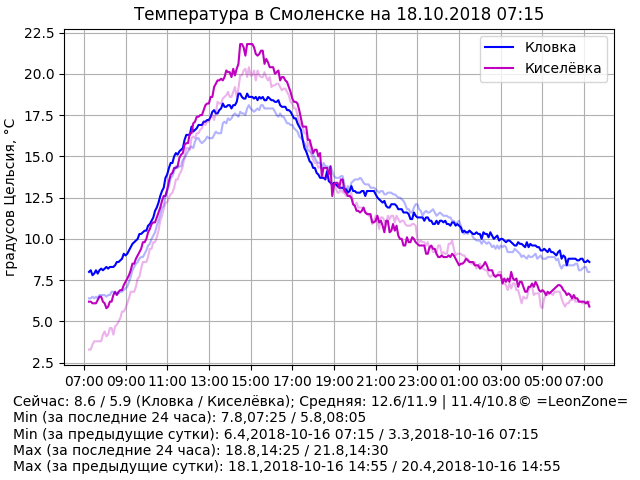 Температура в Смоленске на 18.10.2018 07:15
градусов Цельсия, °C
22.5
20.0
17.5
15.0
12.5
10.0
7.5
5.0
2.5
Кловка
Киселёвка
07:00 09:00 11:00 13:00 15:00 17:00 19:00 21:00 23:00 01:00 03:00 05:00 07:00
Сейчас: 8.6 / 5.9 (Кловка / Киселёвка); Средняя: 12.6/11.9 | 11.4/10.8© =LeonZone=
Min (за последние 24 часа): 7.8,07:25 / 5.8,08:05
Min (за предыдущие сутки): 6.4,2018-10-16 07:15 / 3.3,2018-10-16 07:15
Max (за последние 24 часа): 18.8,14:25 / 21.8,14:30
Max (за предыдущие сутки): 18.1,2018-10-16 14:55 / 20.4,2018-10-16 14:55